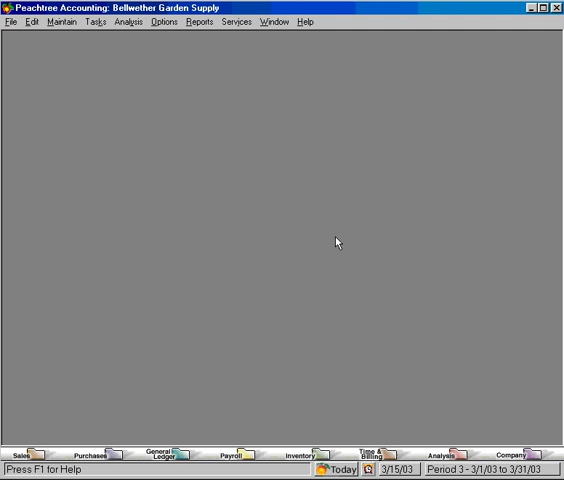 Peachtree Accounting: Bellwether Garden Supply
File Edit Maintain Tasks Analysis Options Reports Services Window Help
Sales Purchases General Ledger Payroll Inventory Time & Billing Analysis Company
Press F1 for Help Today 3/15/03 Period 3 - 3/1/03 to 3/31/03